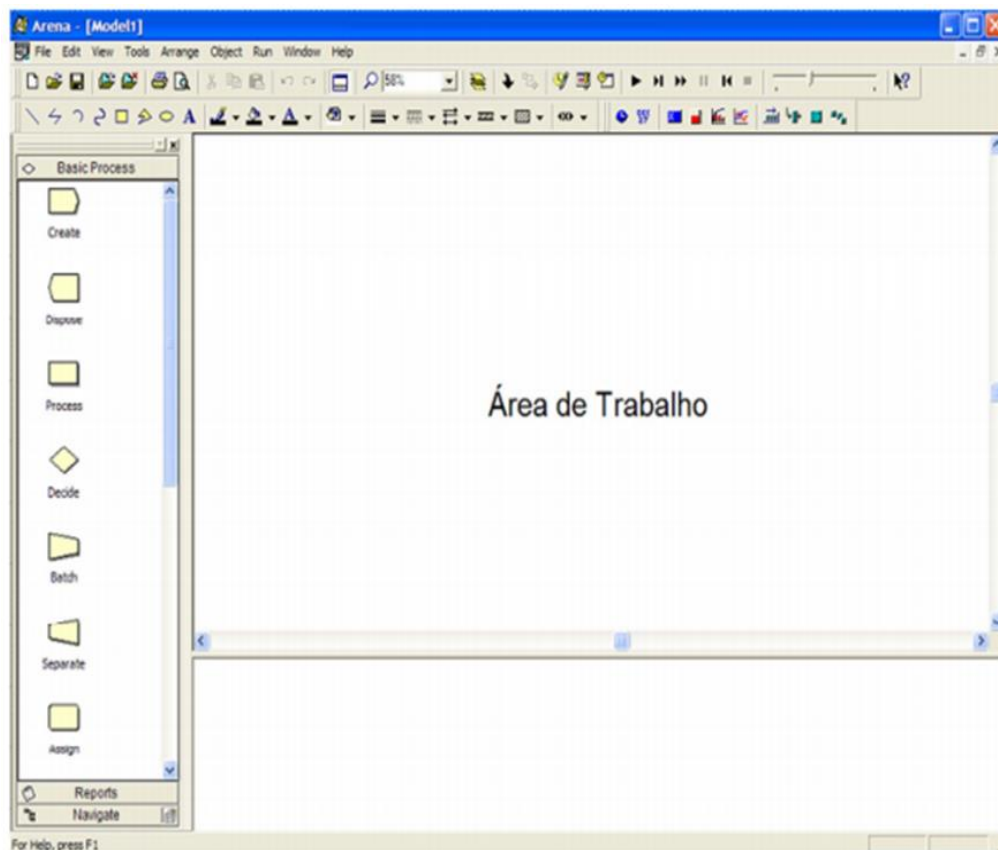 Arena - [Model1]
File Edit View Tools Arrange Object Run Window Help
58%
A A
Basic Process
Create
Dispose
Process
Decide
Batch
Separate
Assign
Reports
Navigate
Área de Trabalho
For Help, press F1